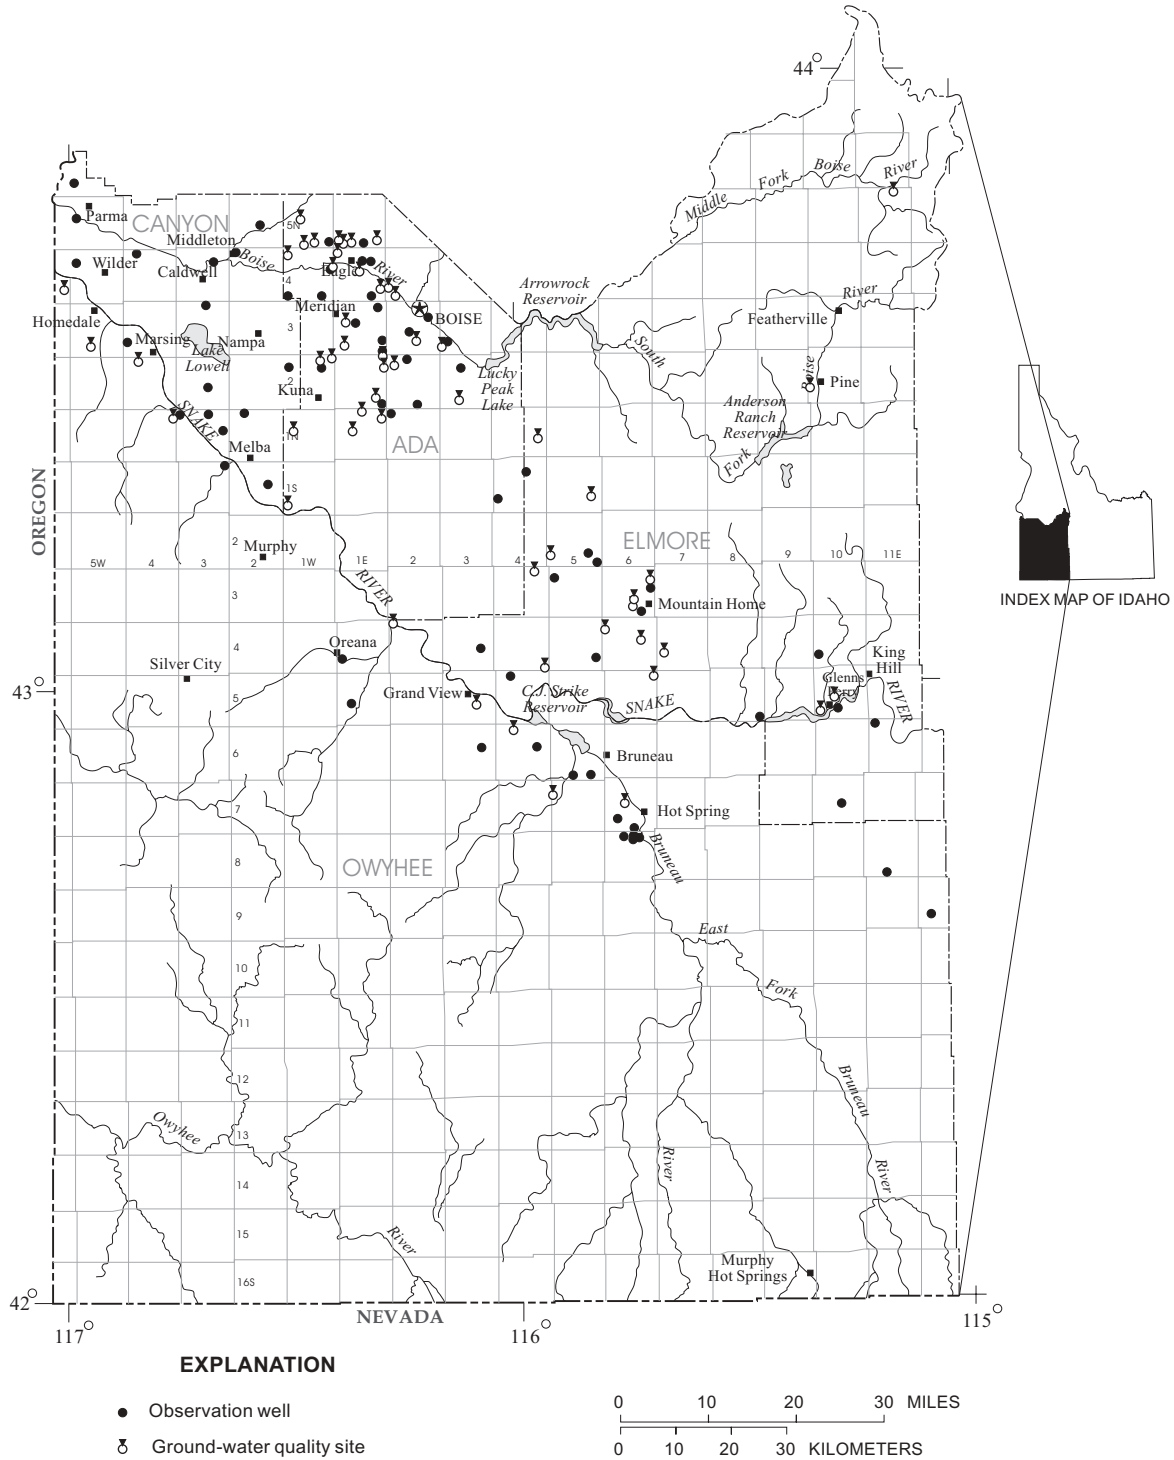 44°
Boise
River
Fork
Middle
Parma
CANYON
5N
Middleton
Boise
River
Wilder
Caldwell
Eagle
4
Arrowrock
Reservoir
River
Homedale
Meridian
BOISE
Featherville
3
Marsing
Nampa
Lake
Lowell
South
Lucky
Peak
Lake
2
Kuna
Boise
Pine
Anderson
Ranch
Reservoir
SNAKE
1N
ADA
Melba
Fork
1S
OREGON
ELMORE
2
Murphy
5W
4
3
2
1W
1E
2
3
4
5
6
7
8
9
10
11E
INDEX MAP OF IDAHO
RIVER
3
Mountain Home
4
Oreana
King
Hill
Silver City
43°
Glenns
Ferry
Grand View
C.J. Strike
Reservoir
SNAKE
RIVER
5
6
Bruneau
7
Hot Spring
Bruneau
8
OWYHEE
9
East
10
Fork
11
12
Bruneau
Owyhee
13
River
River
14
15
River
Murphy
Hot Springs
16S
42°
NEVADA
117°
116°
115°
EXPLANATION
Observation well
Ground-water quality site
0 10 20 30 MILES
0 10 20 30 KILOMETERS